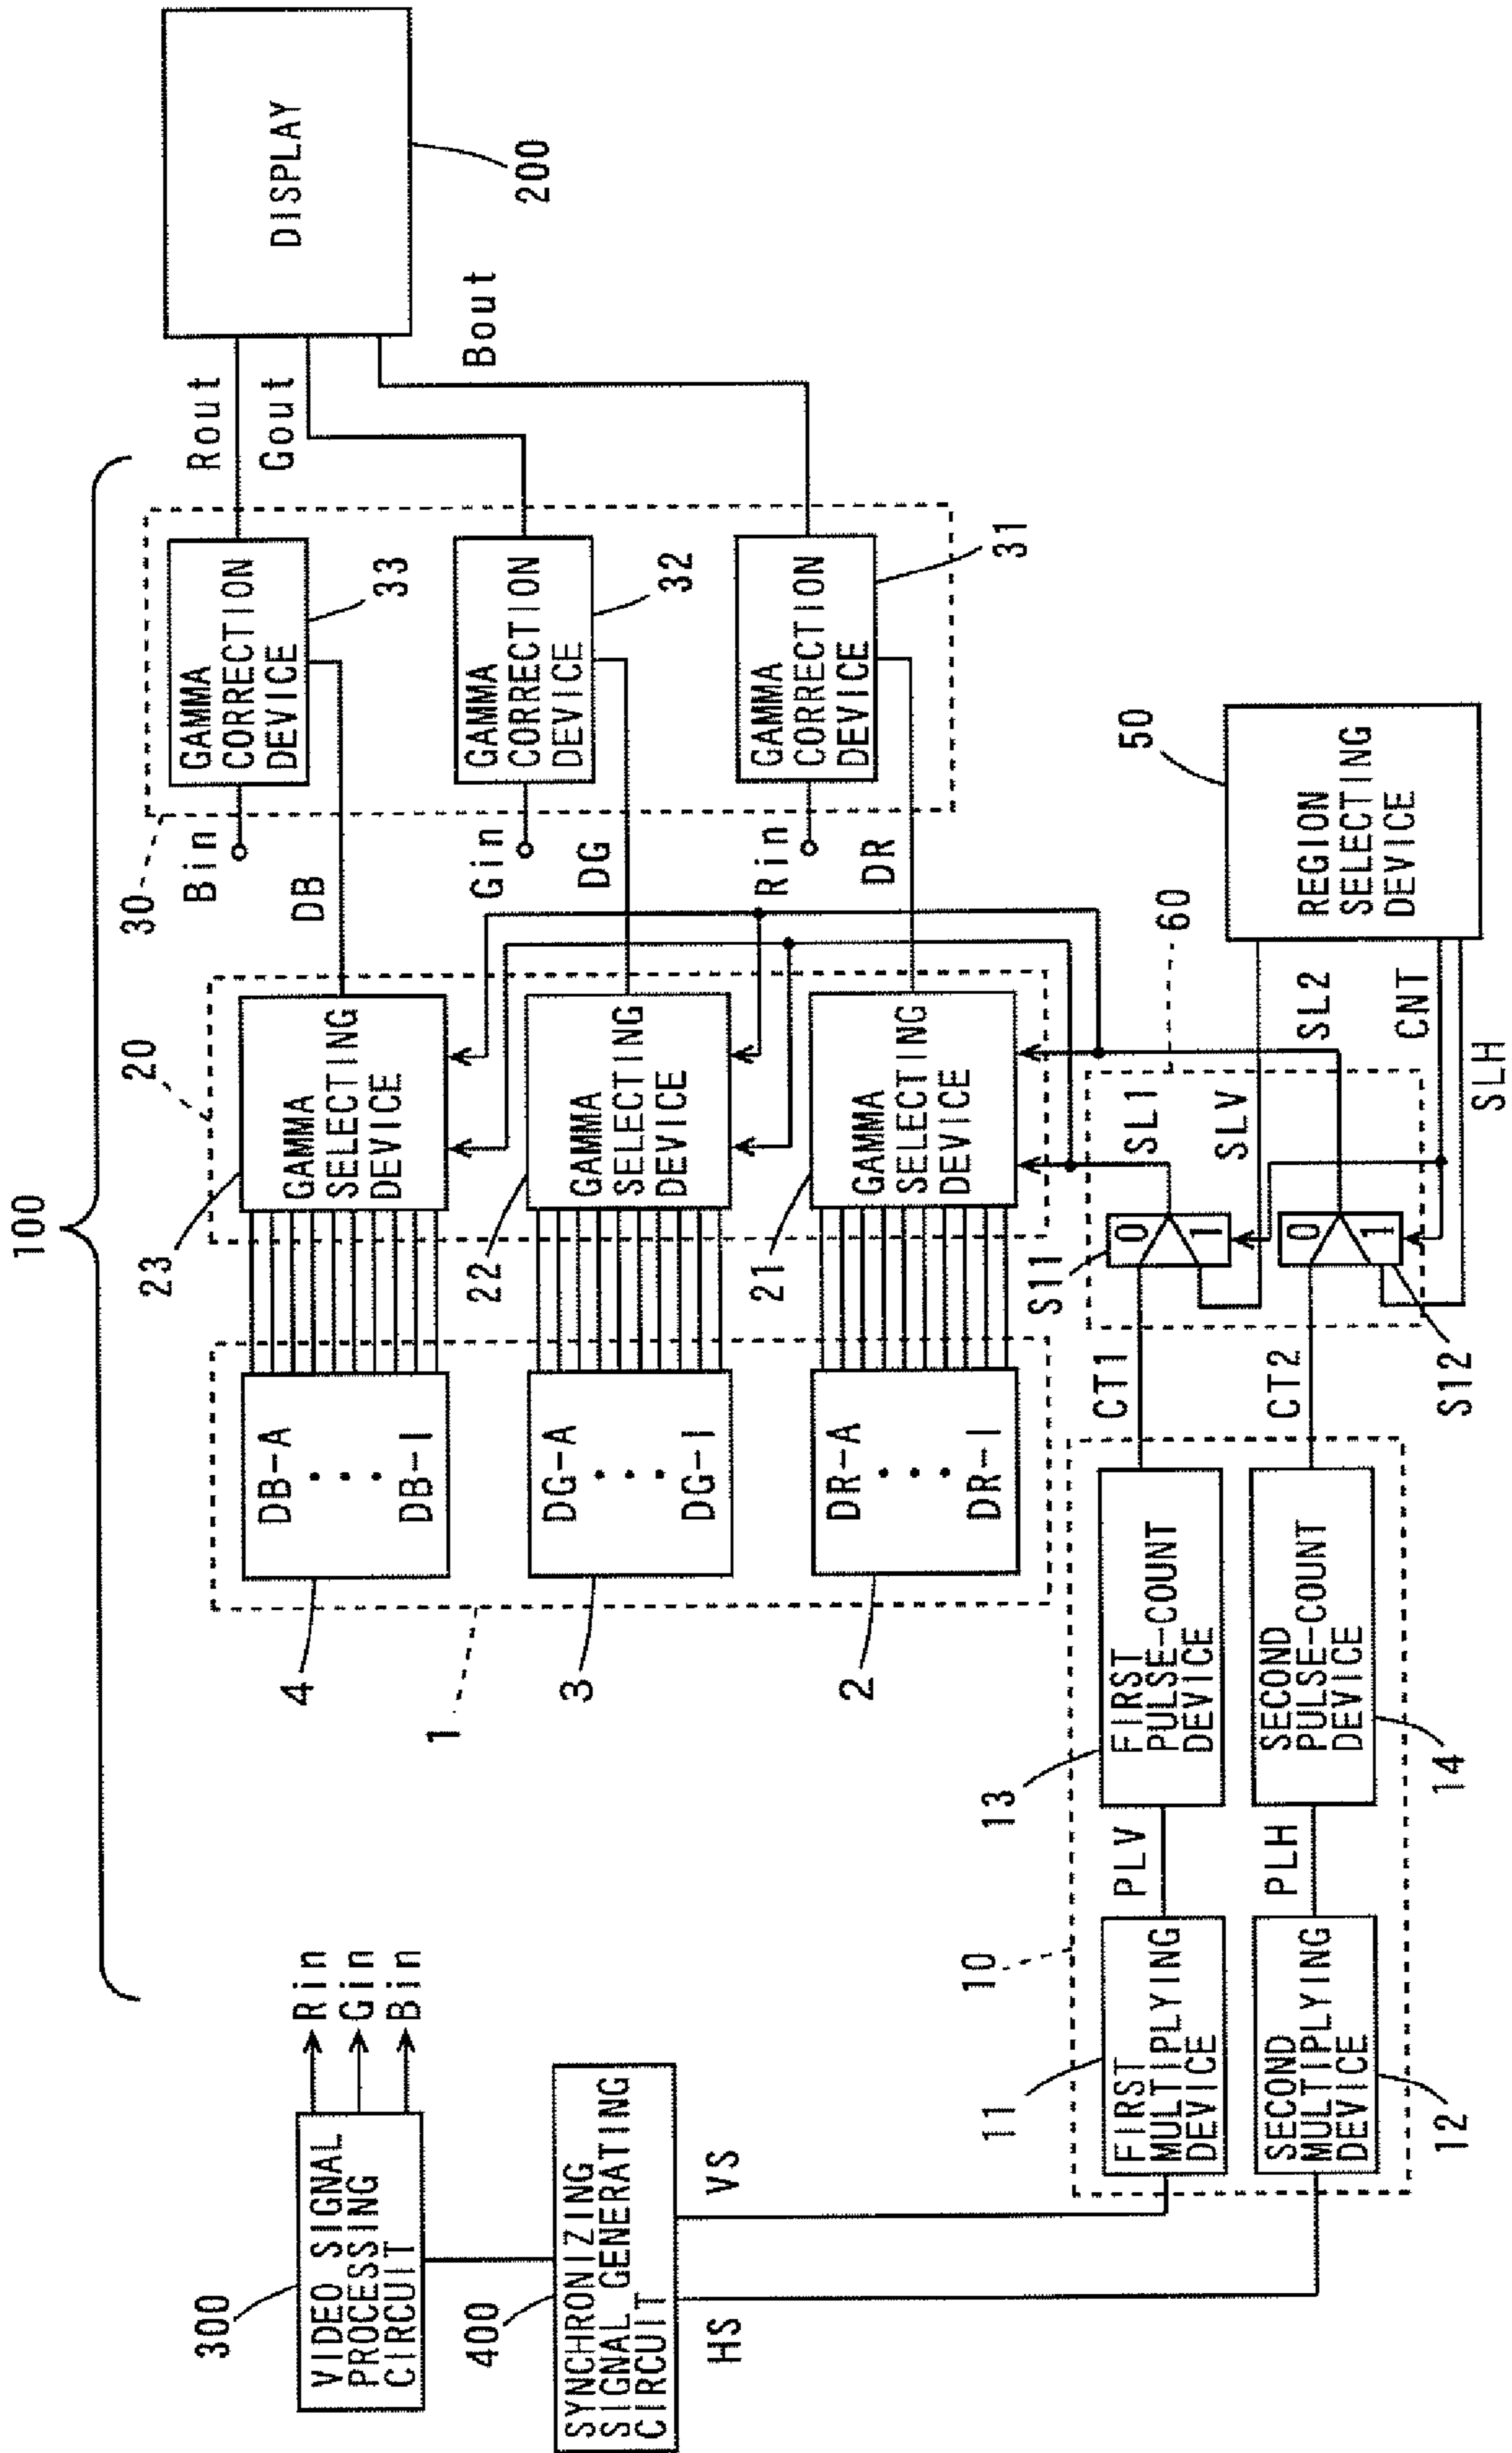 100
300
VIDEO SIGNAL
PROCESSING
CIRCUIT
Rin
Gin
Bin
400
SYNCHRONIZING
SIGNAL GENERATING
CIRCUIT
HS
VS
1
4
DB-A
DB-I
3
DG-A
DG-I
2
DR-A
DR-I
20
23
GAMMA
SELECTING
DEVICE
22
GAMMA
SELECTING
DEVICE
21
GAMMA
SELECTING
DEVICE
30
Bin
DB
GAMMA
CORRECTION
DEVICE
33
Gin
DG
GAMMA
CORRECTION
DEVICE
32
Rin
DR
GAMMA
CORRECTION
DEVICE
31
Rout
Gout
Bout
DISPLAY
200
10
11
FIRST
MULTIPLYING
DEVICE
PLV
13
FIRST
PULSE-COUNT
DEVICE
CT1
12
SECOND
MULTIPLYING
DEVICE
PLH
14
SECOND
PULSE-COUNT
DEVICE
CT2
S11
0
1
S12
0
1
60
SL1
SLV
SL2
CNT
SLH
50
REGION
SELECTING
DEVICE